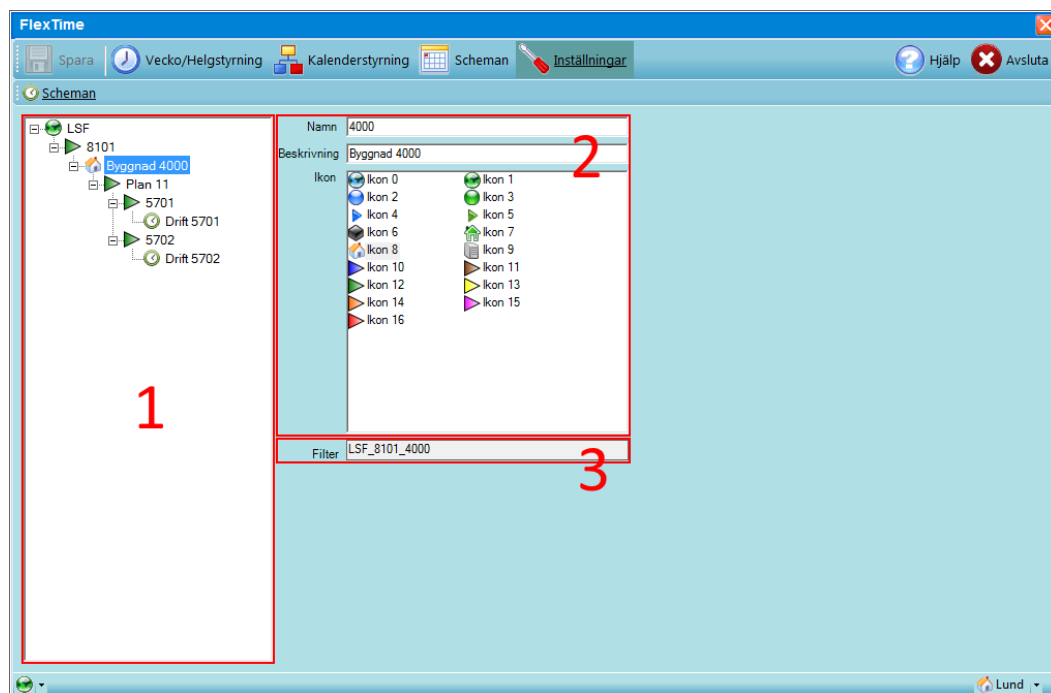 FlexTime
Spara Vecko/Helgstyrning Kalenderstyrning Scheman Inställningar Hjälp Avsluta
Scheman
LSF
8101
Byggnad 4000
Plan 11
5701
Drift 5701
5702
Drift 5702
1
Namn 4000
Beskrivning Byggnad 4000
2
Ikon Ikon 0 Ikon 1
Ikon 2 Ikon 3
Ikon 4 Ikon 5
Ikon 6 Ikon 7
Ikon 8 Ikon 9
Ikon 10 Ikon 11
Ikon 12 Ikon 13
Ikon 14 Ikon 15
Ikon 16
Filter LSF_8101_4000
3
Lund